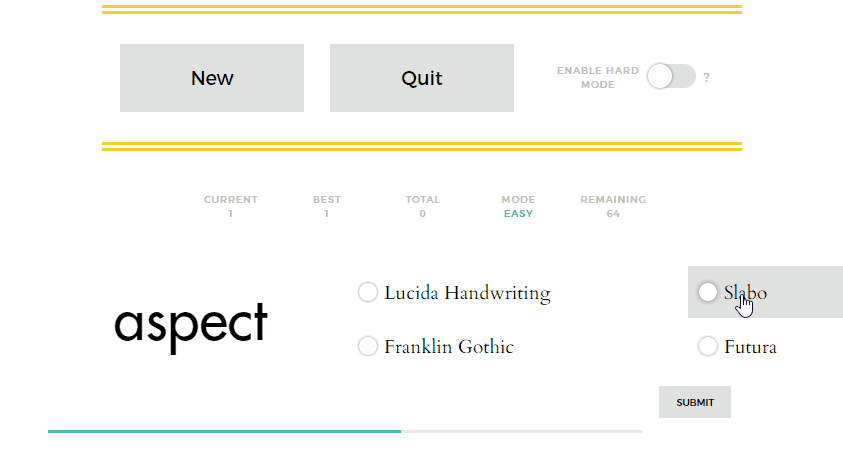 New
Quit
ENABLE HARD
MODE
?
CURRENT
1
BEST
1
TOTAL
0
MODE
EASY
REMAINING
64
aspect
Lucida Handwriting
Slabo
Franklin Gothic
Futura
SUBMIT